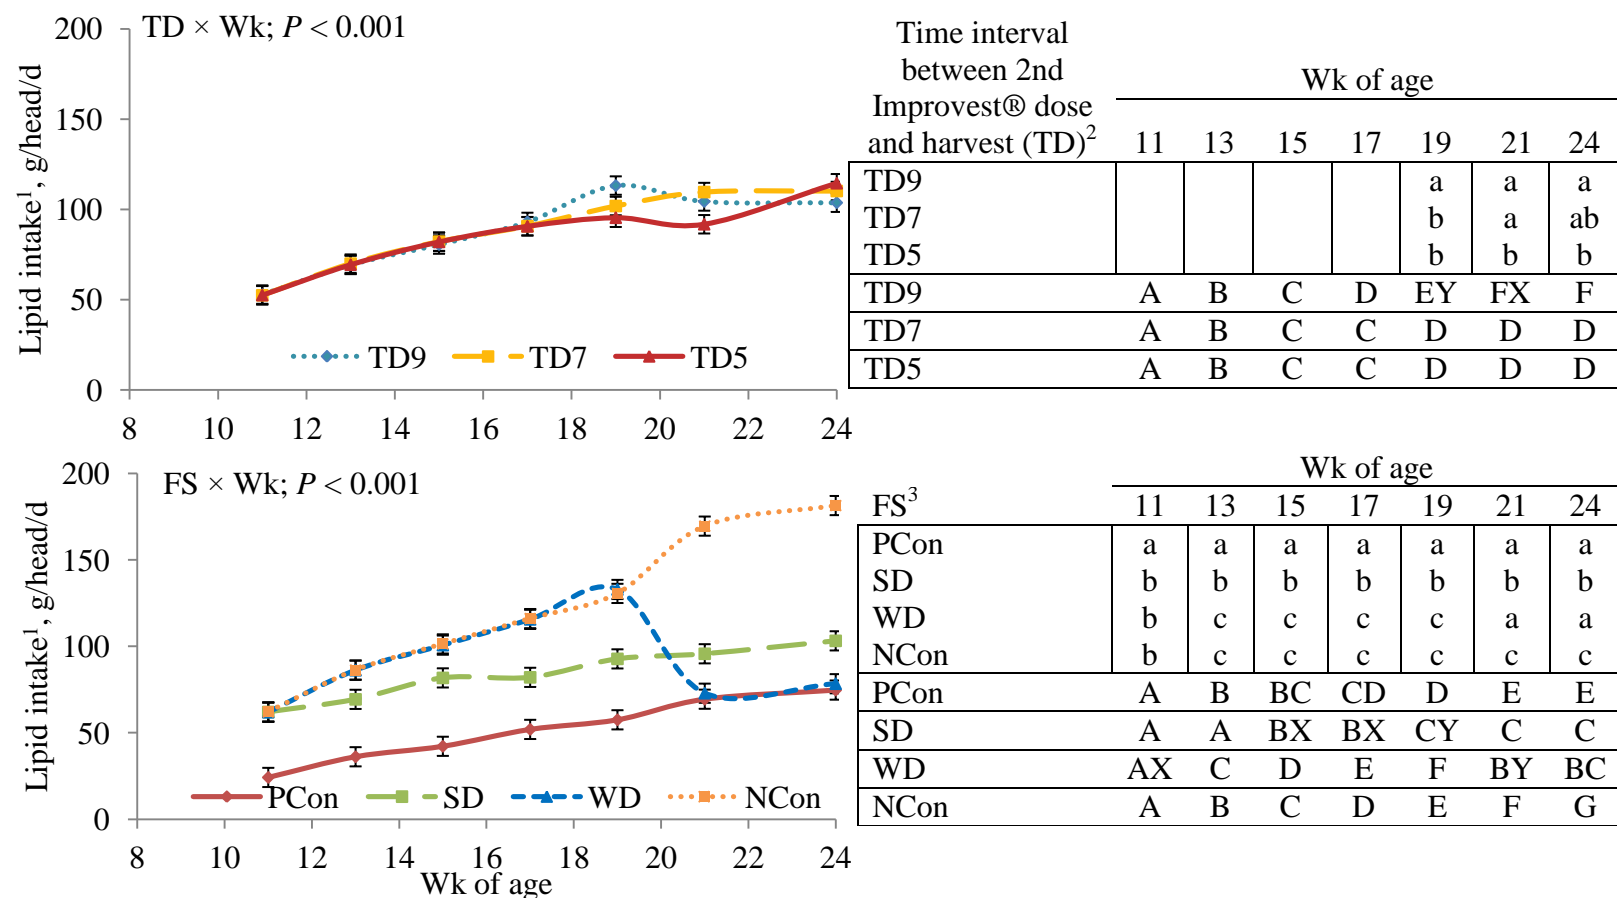 TD × Wk; P < 0.001
Lipid intake1, g/head/d
200
150
100
50
0
TD9 TD7 TD5
8 10 12 14 16 18 20 22 24
Time interval
between 2nd
Improvest® dose
and harvest (TD)2
Wk of age
11 13 15 17 19 21 24
TD9 a a a
TD7 b a ab
TD5 b b b
TD9 A B C D EY FX F
TD7 A B C C D D D
TD5 A B C C D D D
FS × Wk; P < 0.001
Lipid intake1, g/head/d
200
150
100
50
0
PCon SD WD NCon
8 10 12 14 16 18 20 22 24
Wk of age
Wk of age
FS3 11 13 15 17 19 21 24
PCon a a a a a a a
SD b b b b b b b
WD b c c c c a a
NCon b c c c c c c
PCon A B BC CD D E E
SD A A BX BX CY C C
WD AX C D E F BY BC
NCon A B C D E F G